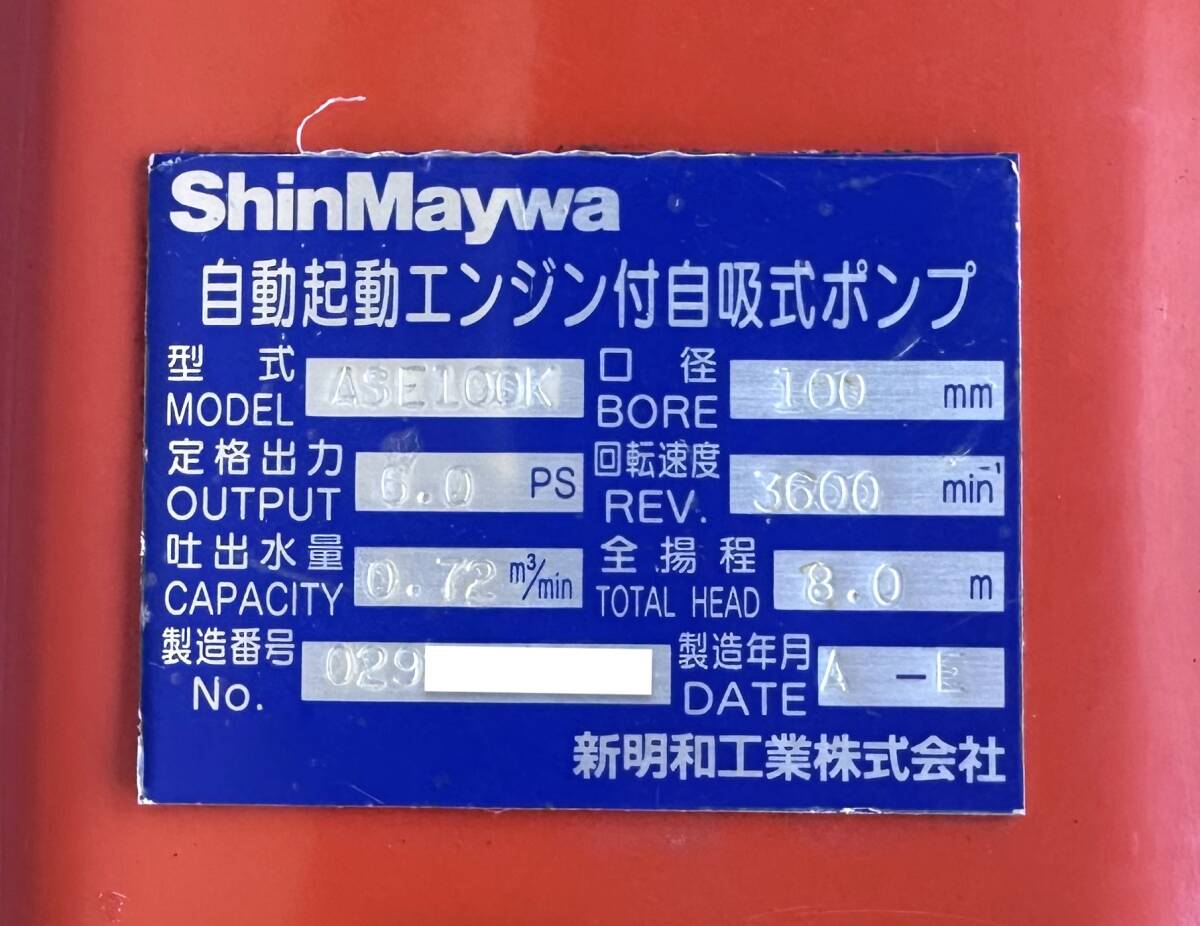 ShinMaywa
自動起動エンジン付自吸式ポンプ
型式 MODEL ASE100K 口径 BORE 100 mm
定格出力 OUTPUT 6.0 PS 回転速度 REV. 3600 min⁻¹
吐出水量 CAPACITY 0.72 m³/min 全揚程 TOTAL HEAD 8.0 m
製造番号 No. 029 製造年月 DATE A -E
新明和工業株式会社